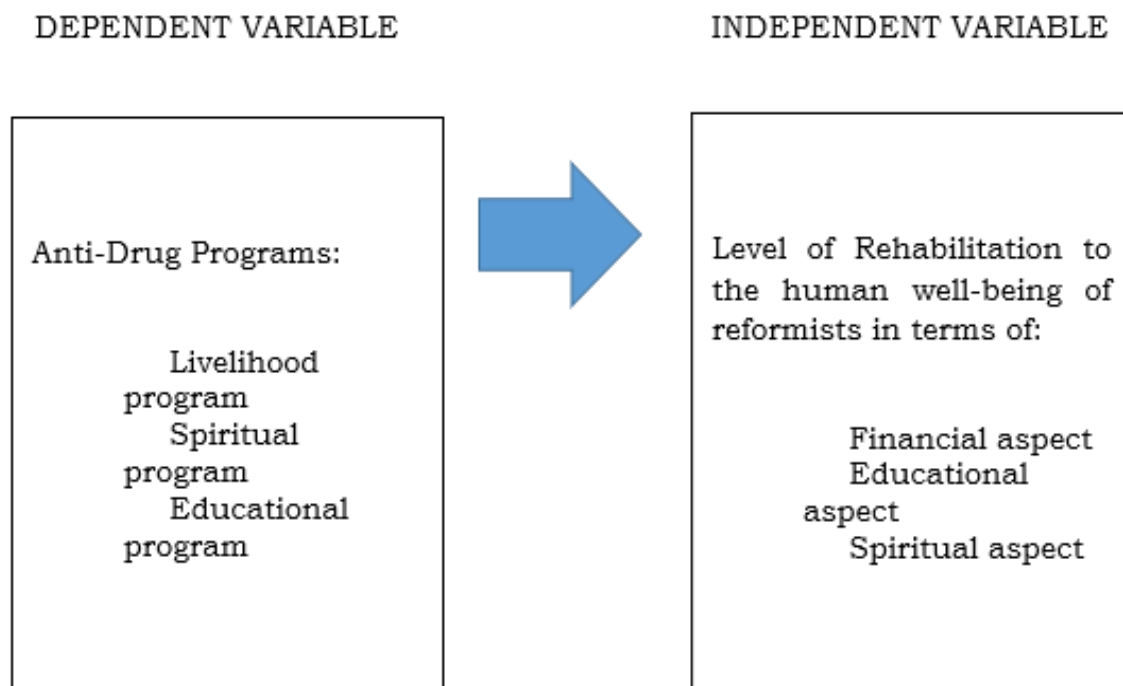 DEPENDENT VARIABLE
INDEPENDENT VARIABLE
Anti-Drug Programs:
Livelihood
program
Spiritual
program
Educational
program
Level of Rehabilitation to
the human well-being of
reformists in terms of:
Financial aspect
Educational
aspect
Spiritual aspect